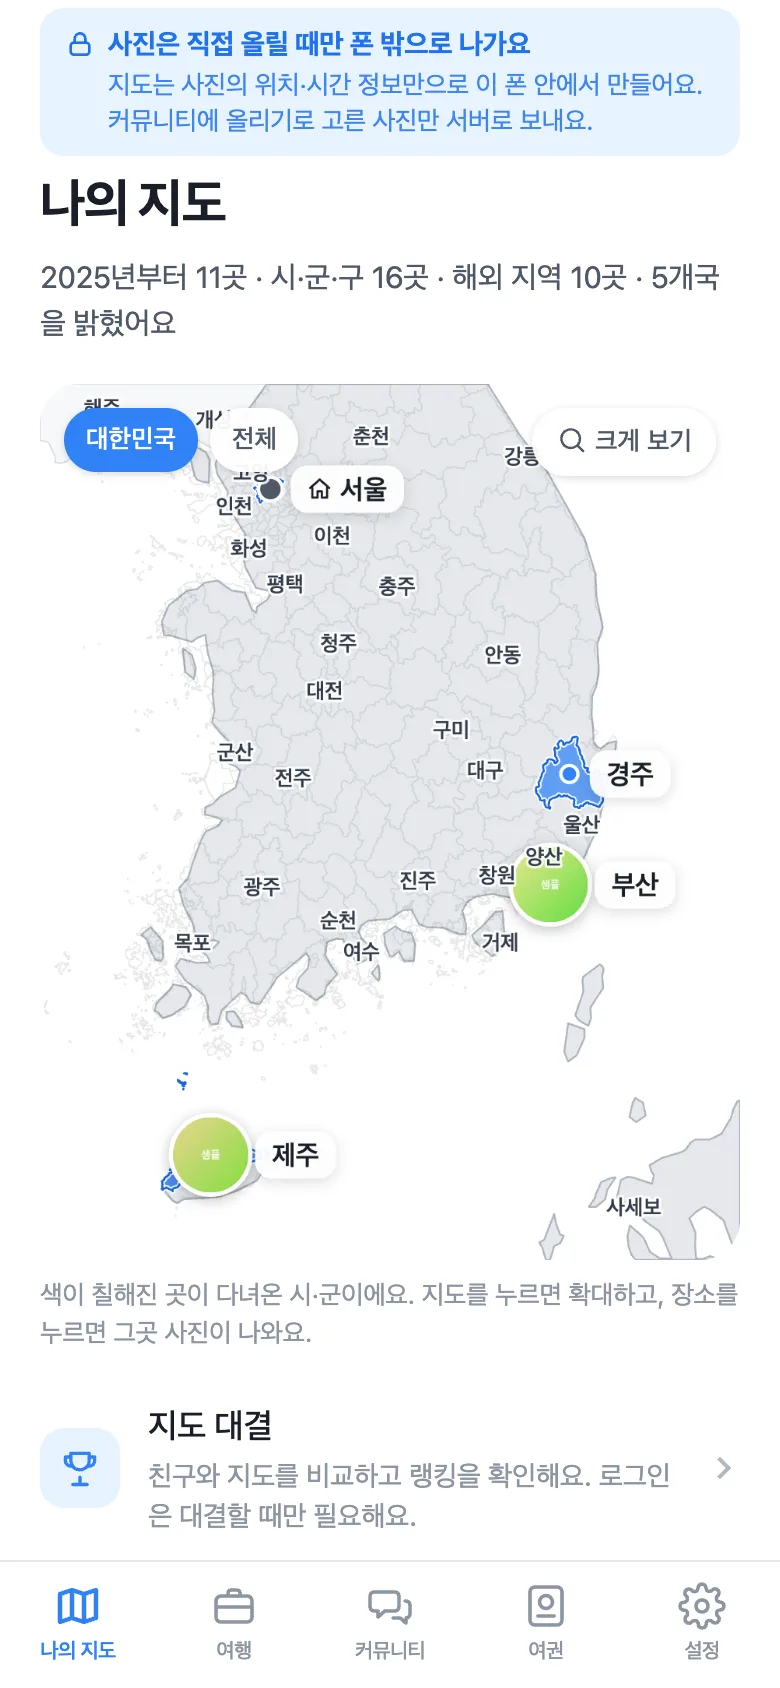 사진은 직접 올릴 때만 폰 밖으로 나가요
지도는 사진의 위치·시간 정보만으로 이 폰 안에서 만들어요.
커뮤니티에 올리기로 고른 사진만 서버로 보내요.
나의 지도
2025년부터 11곳 · 시·군·구 16곳 · 해외 지역 10곳 · 5개국
을 밝혔어요
해주
대한민국
전체
춘천
강릉
크게 보기
고양
서울
인천
이천
화성
평택
충주
청주
안동
대전
구미
군산
대구
전주
경주
울산
양산
광주
진주
창원
샘플
부산
순천
목포
여수
거제
샘플
제주
사세보
색이 칠해진 곳이 다녀온 시·군이에요. 지도를 누르면 확대하고, 장소를
누르면 그곳 사진이 나와요.
지도 대결
친구와 지도를 비교하고 랭킹을 확인해요. 로그인
은 대결할 때만 필요해요.
나의 지도
여행
커뮤니티
여권
설정